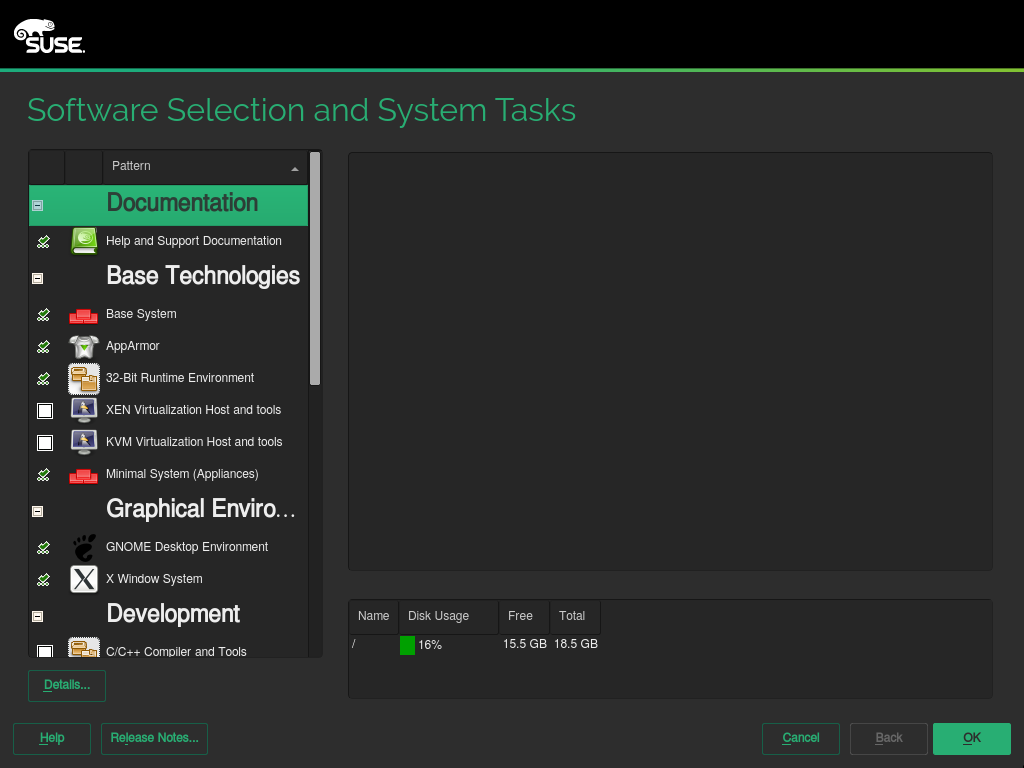 SUSE.
Software Selection and System Tasks
Pattern
Documentation
Help and Support Documentation
Base Technologies
Base System
AppArmor
32-Bit Runtime Environment
XEN Virtualization Host and tools
KVM Virtualization Host and tools
Minimal System (Appliances)
Graphical Enviro...
GNOME Desktop Environment
X Window System
Development
C/C++ Compiler and Tools
Name Disk Usage Free Total
/ 16% 15.5 GB 18.5 GB
Details...
Help Release Notes... Cancel Back OK